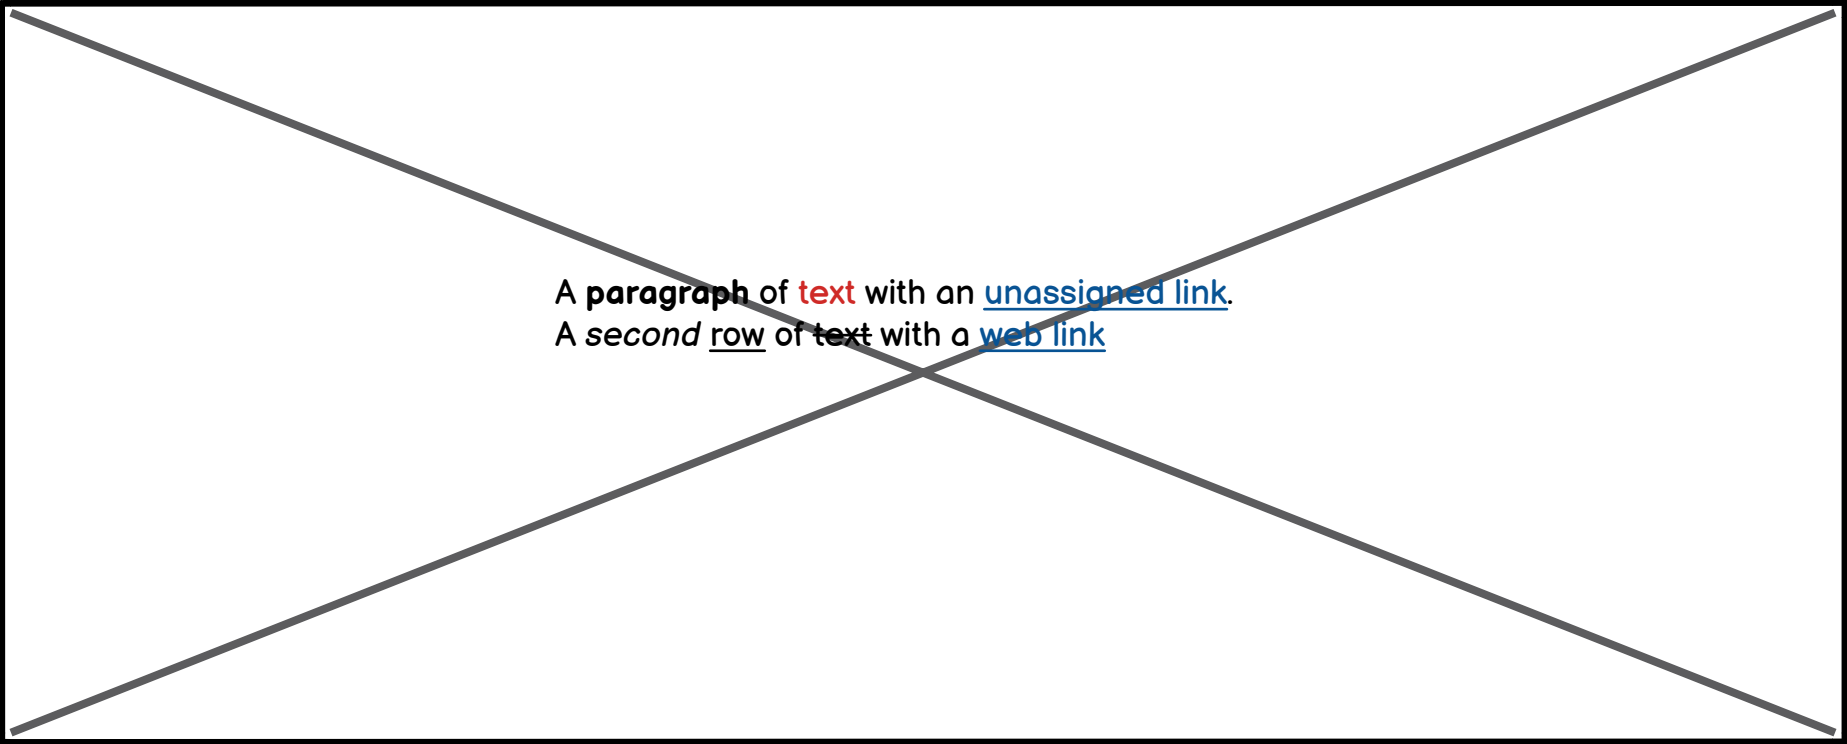 A paragraph of text with an unassigned link.
A second row of text with a web link